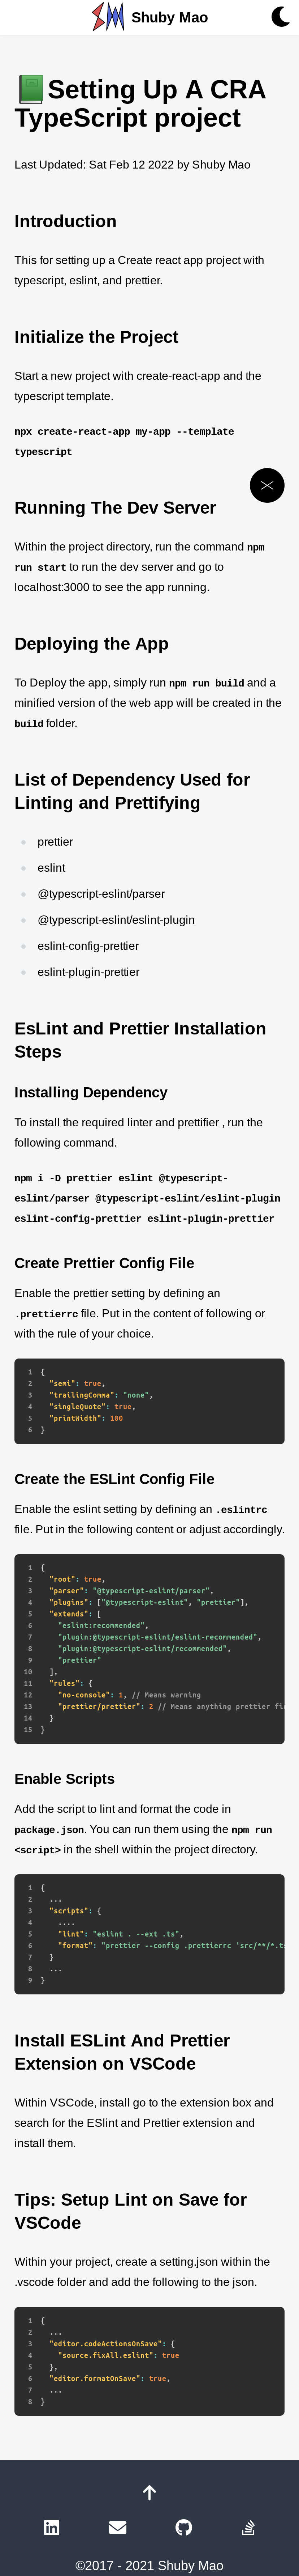 Shuby Mao
📗Setting Up A CRA
TypeScript project
Last Updated: Sat Feb 12 2022 by Shuby Mao
Introduction
This for setting up a Create react app project with
typescript, eslint, and prettier.
Initialize the Project
Start a new project with create-react-app and the
typescript template.
npx create-react-app my-app --template
typescript
Running The Dev Server
Within the project directory, run the command npm
run start to run the dev server and go to
localhost:3000 to see the app running.
Deploying the App
To Deploy the app, simply run npm run build and a
minified version of the web app will be created in the
build folder.
List of Dependency Used for
Linting and Prettifying
prettier
eslint
@typescript-eslint/parser
@typescript-eslint/eslint-plugin
eslint-config-prettier
eslint-plugin-prettier
EsLint and Prettier Installation
Steps
Installing Dependency
To install the required linter and prettifier , run the
following command.
npm i -D prettier eslint @typescript-
eslint/parser @typescript-eslint/eslint-plugin
eslint-config-prettier eslint-plugin-prettier
Create Prettier Config File
Enable the prettier setting by defining an
.prettierrc file. Put in the content of following or
with the rule of your choice.
1 {
2 "semi": true,
3 "trailingComma": "none",
4 "singleQuote": true,
5 "printWidth": 100
6 }
Create the ESLint Config File
Enable the eslint setting by defining an .eslintrc
file. Put in the following content or adjust accordingly.
1 {
2 "root": true,
3 "parser": "@typescript-eslint/parser",
4 "plugins": ["@typescript-eslint", "prettier"],
5 "extends": [
6 "eslint:recommended",
7 "plugin:@typescript-eslint/eslint-recommended",
8 "plugin:@typescript-eslint/recommended",
9 "prettier"
10 ],
11 "rules": {
12 "no-console": 1, // Means warning
13 "prettier/prettier": 2 // Means anything prettier
14 }
15 }
Enable Scripts
Add the script to lint and format the code in
package.json. You can run them using the npm run
<script> in the shell within the project directory.
1 {
2 ...
3 "scripts": {
4 ....
5 "lint": "eslint . --ext .ts",
6 "format": "prettier --config .prettierrc 'src/**/*.t
7 }
8 ...
9 }
Install ESLint And Prettier
Extension on VSCode
Within VSCode, install go to the extension box and
search for the ESlint and Prettier extension and
install them.
Tips: Setup Lint on Save for
VSCode
Within your project, create a setting.json within the
.vscode folder and add the following to the json.
1 {
2 ...
3 "editor.codeActionsOnSave": {
4 "source.fixAll.eslint": true
5 },
6 "editor.formatOnSave": true,
7 ...
8 }
©2017 - 2021 Shuby Mao